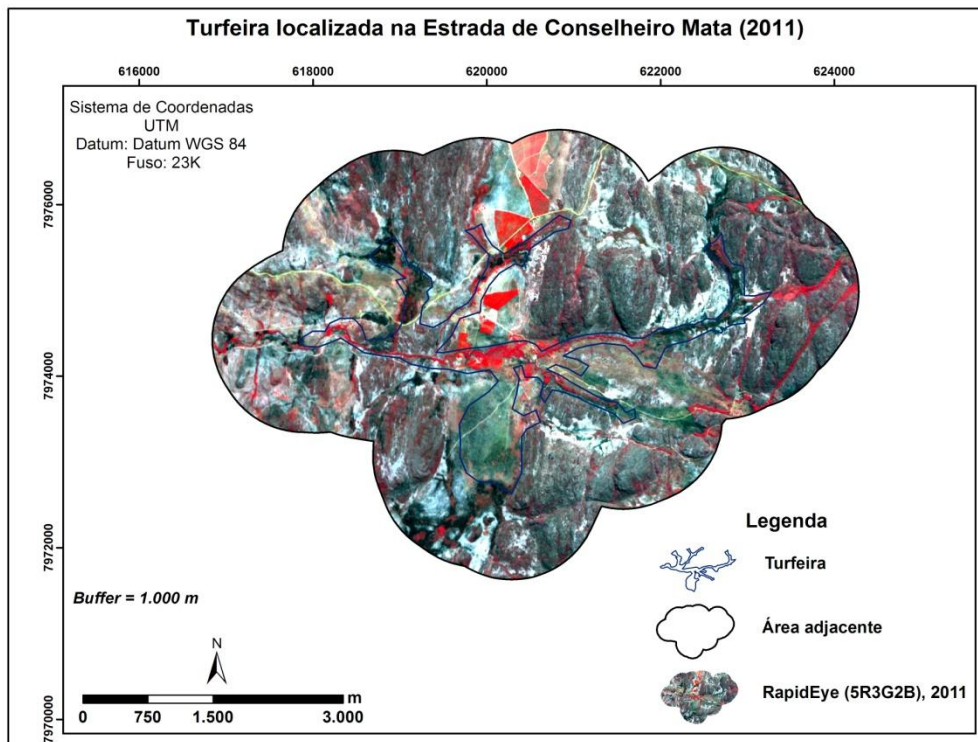 Turfeira localizada na Estrada de Conselheiro Mata (2011)
616000 618000 620000 622000 624000
Sistema de Coordenadas
UTM
Datum: Datum WGS 84
Fuso: 23K
7976000
7974000
7972000
7970000
Legenda
Turfeira
Área adjacente
RapidEye (5R3G2B), 2011
Buffer = 1.000 m
N
m
0 750 1.500 3.000